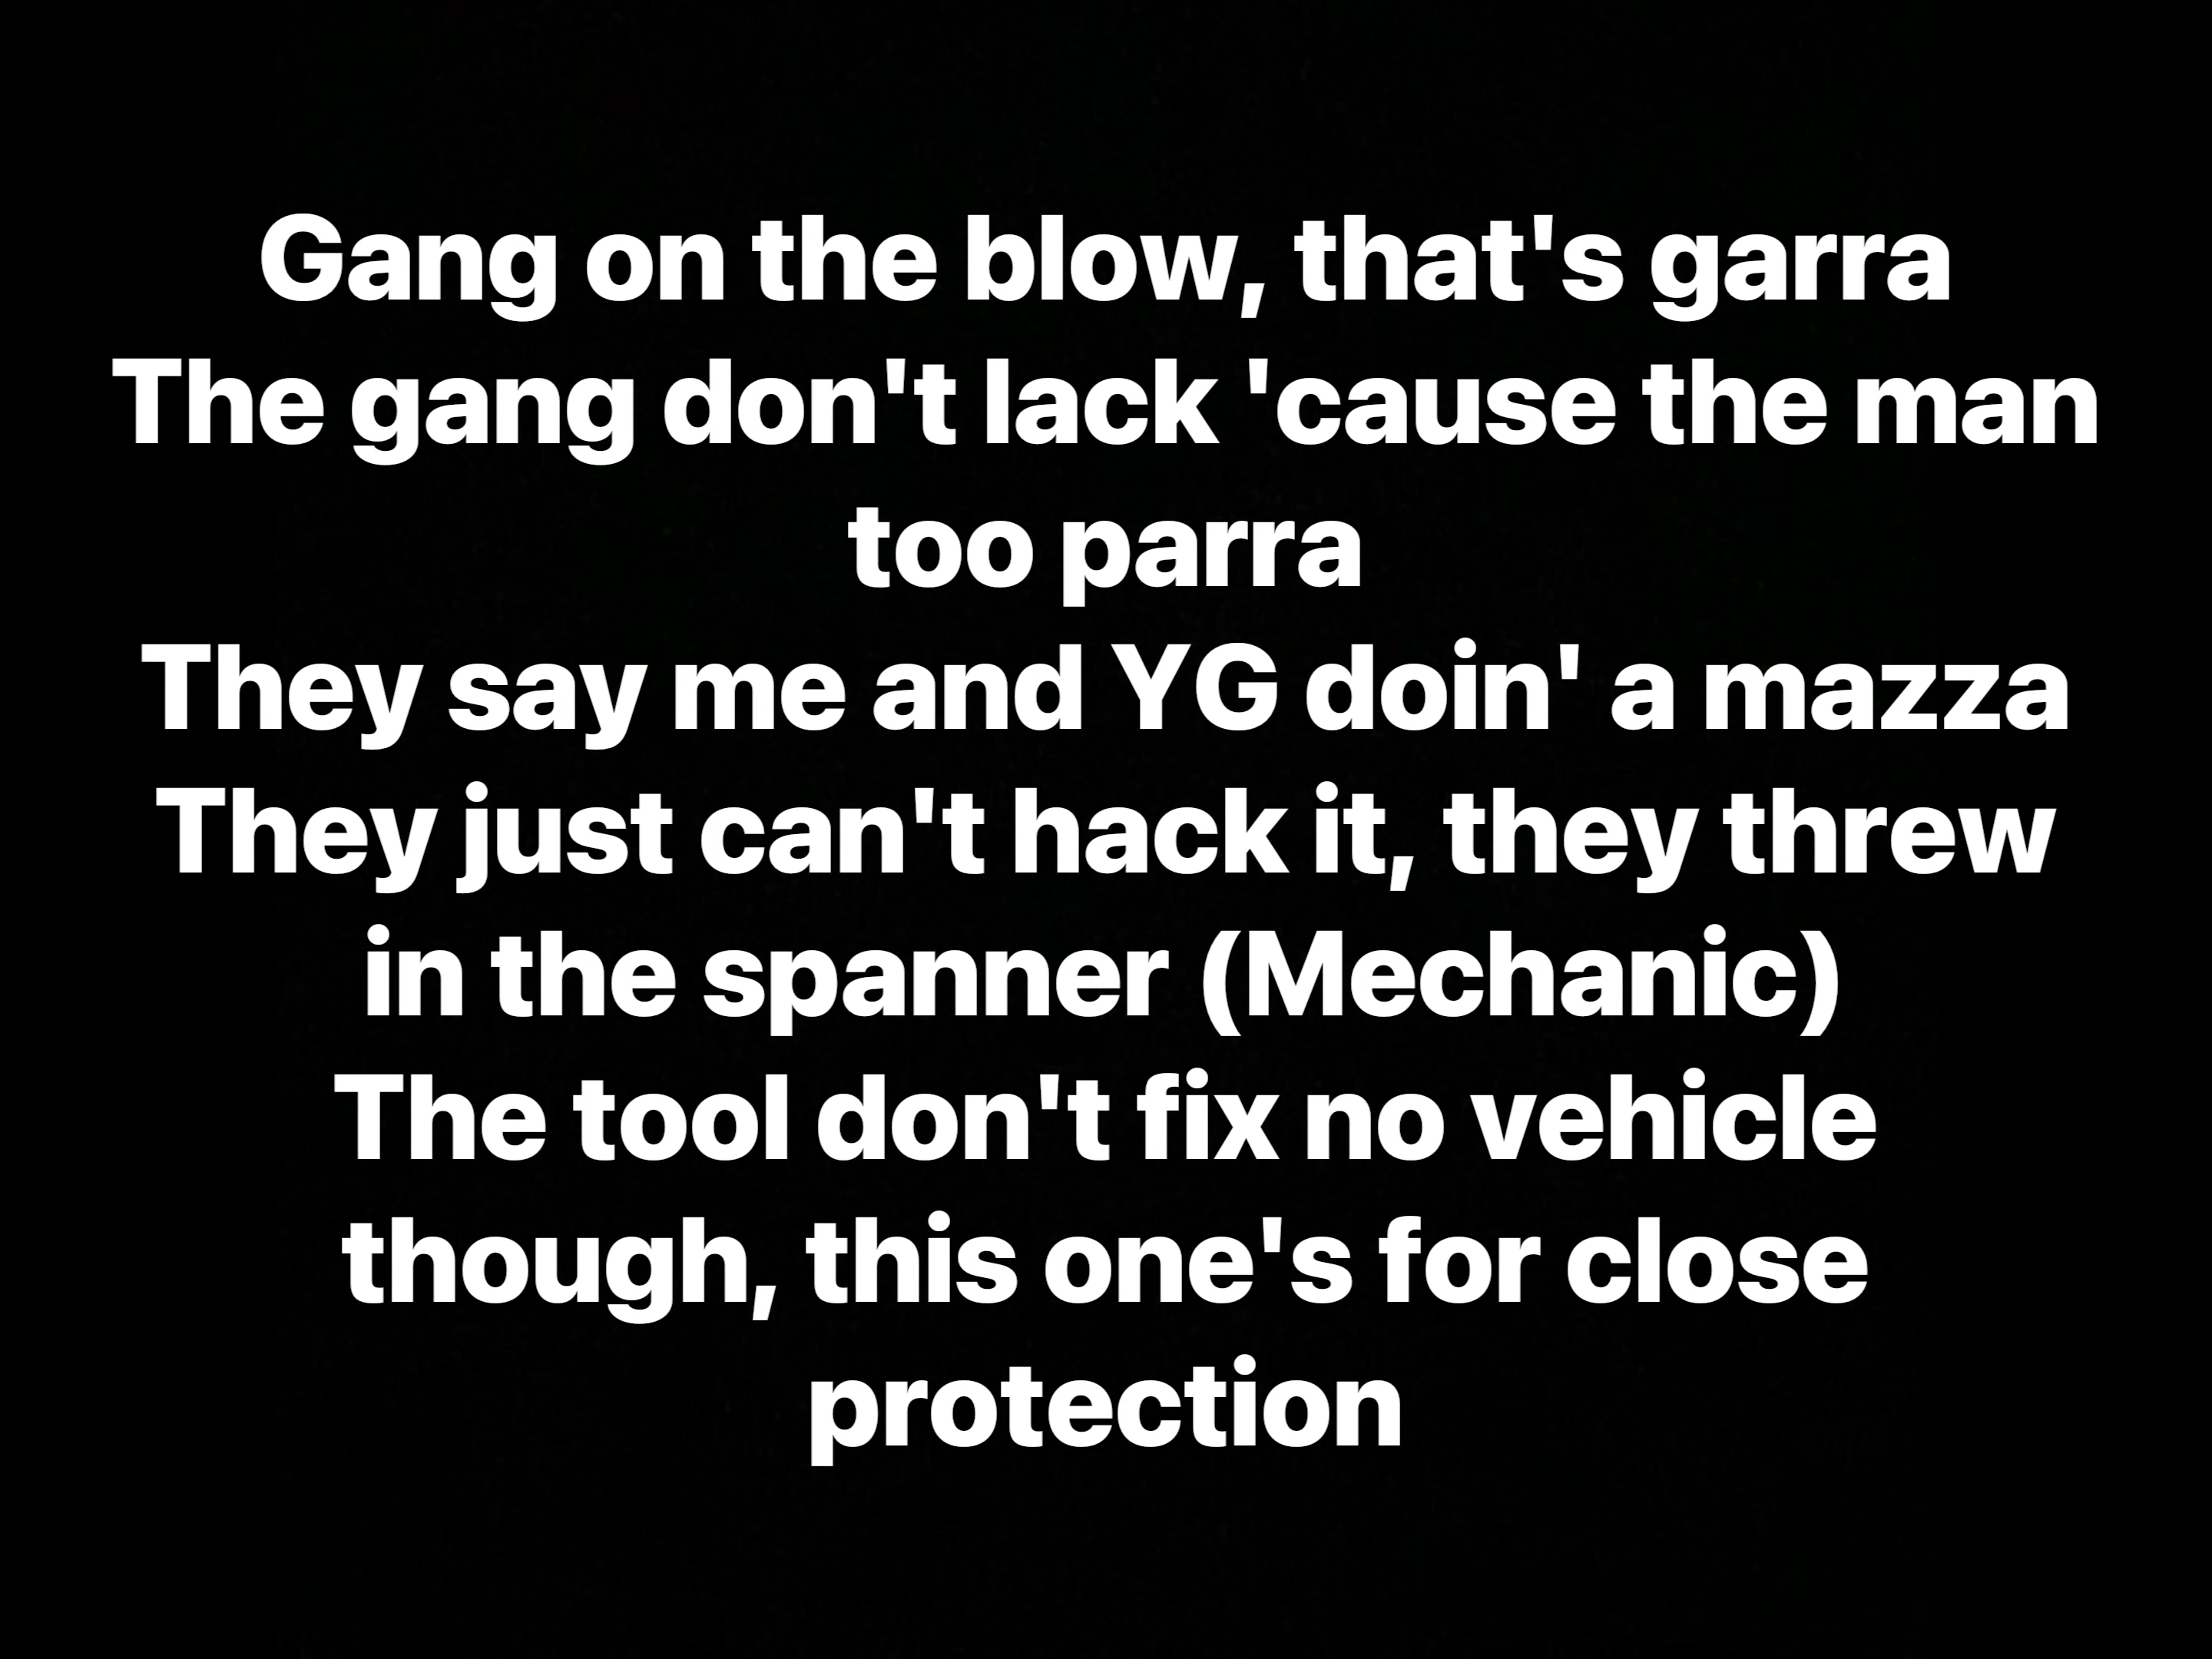 Gang on the blow, that's garra
The gang don't lack 'cause the man
too parra
They say me and YG doin' a mazza
They just can't hack it, they threw
in the spanner (Mechanic)
The tool don't fix no vehicle
though, this one's for close
protection